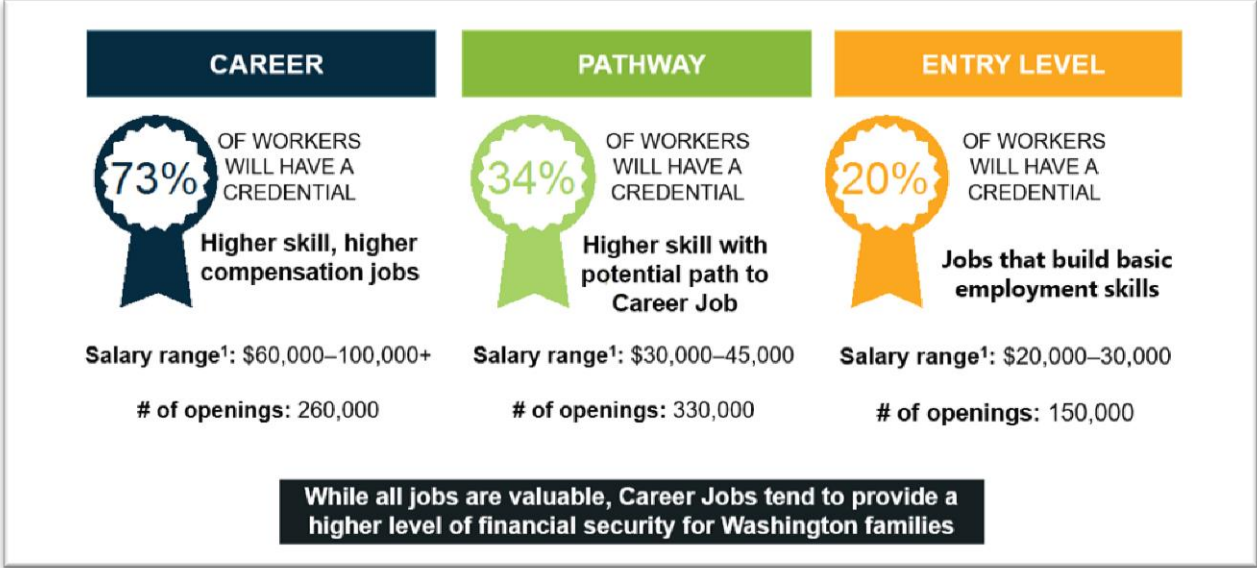 CAREER
73%
OF WORKERS
WILL HAVE A
CREDENTIAL
Higher skill, higher
compensation jobs
Salary range¹: $60,000–100,000+
# of openings: 260,000
PATHWAY
34%
OF WORKERS
WILL HAVE A
CREDENTIAL
Higher skill with
potential path to
Career Job
Salary range¹: $30,000–45,000
# of openings: 330,000
ENTRY LEVEL
20%
OF WORKERS
WILL HAVE A
CREDENTIAL
Jobs that build basic
employment skills
Salary range¹: $20,000–30,000
# of openings: 150,000
While all jobs are valuable, Career Jobs tend to provide a
higher level of financial security for Washington families